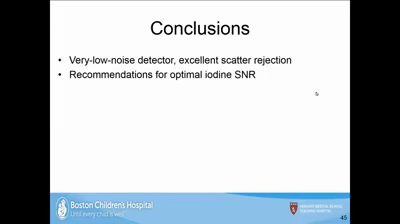 Conclusions
• Very-low-noise detector, excellent scatter rejection
• Recommendations for optimal iodine SNR
Boston Children's Hospital
Until every child is well
HARVARD MEDICAL SCHOOL
TEACHING HOSPITAL
45